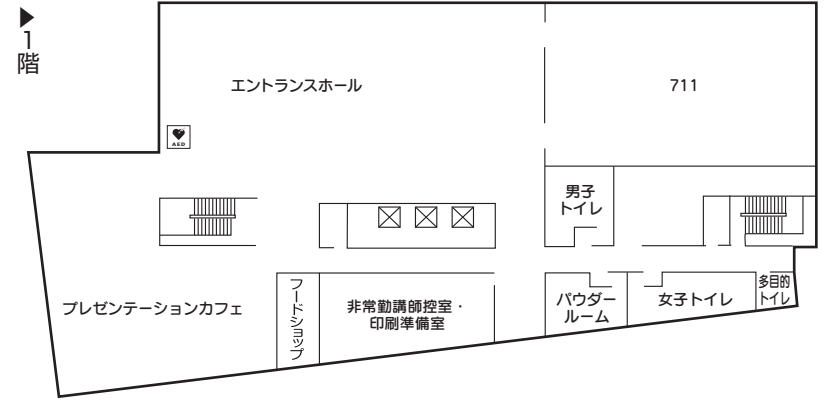 ▶1階
エントランスホール
711
AED
男子
トイレ
プレゼンテーションカフェ
フードショップ
非常勤講師控室・
印刷準備室
パウダー
ルーム
女子トイレ
多目的
トイレ